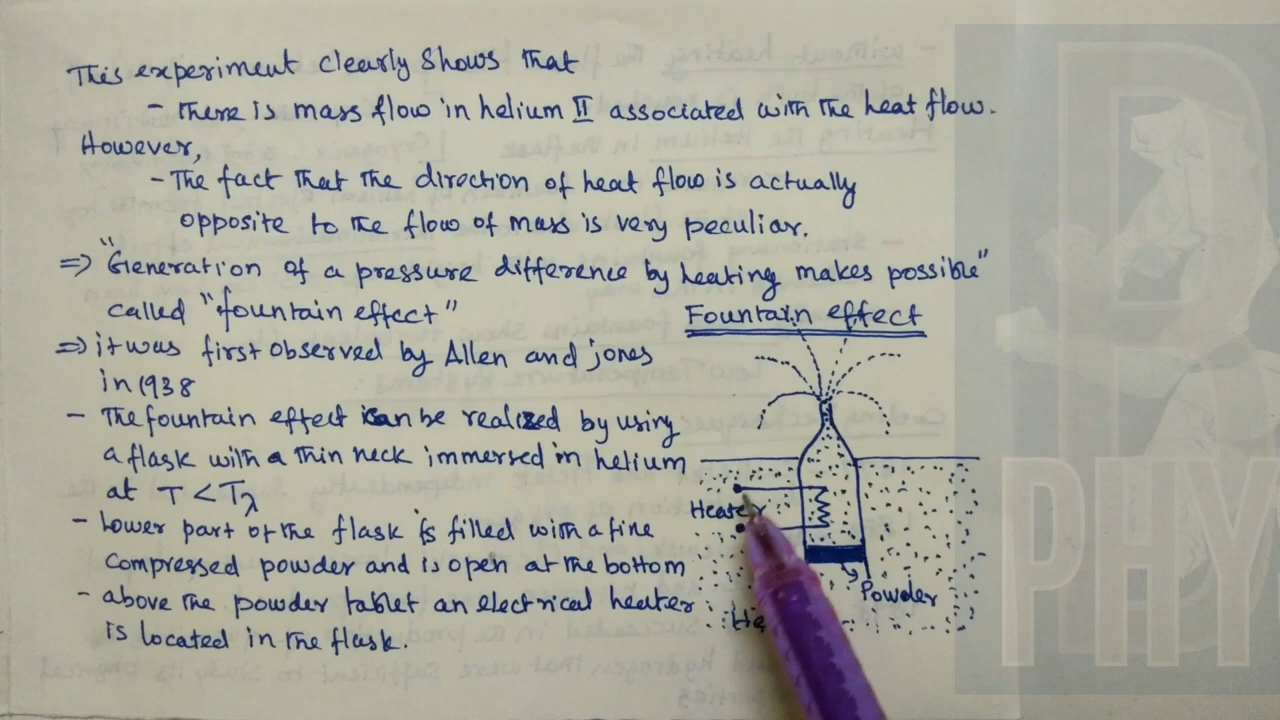 This experiment clearly shows that
- There is mass flow in helium II associated with the heat flow.
However,
- The fact that the direction of heat flow is actually
opposite to the flow of mass is very peculiar.
⇒ "Generation of a pressure difference by heating makes possible"
called "fountain effect"
Fountain effect
⇒ it was first observed by Allen and jones
in 1938
- The fountain effect can be realized by using
a flask with a thin neck immersed in helium
at T < Tλ
- lower part of the flask is filled with a fine
compressed powder and is open at the bottom
- above the powder tablet an electrical heater
is located in the flask.
Heater
Powder
He
PHY